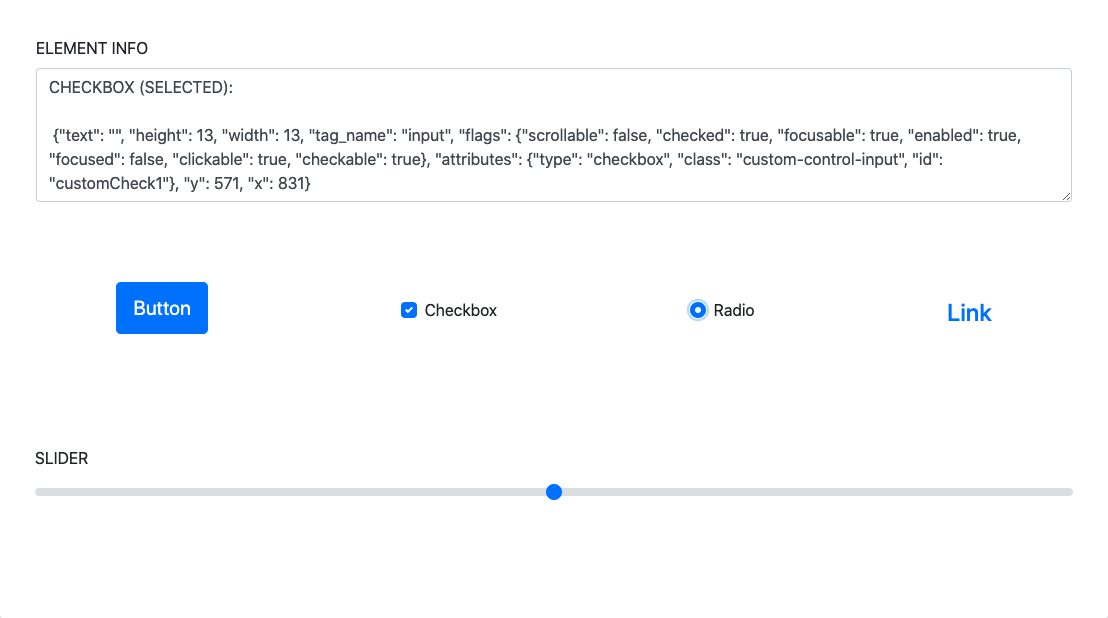 ELEMENT INFO
CHECKBOX (SELECTED):
{"text": "", "height": 13, "width": 13, "tag_name": "input", "flags": {"scrollable": false, "checked": true, "focusable": true, "enabled": true,
"focused": false, "clickable": true, "checkable": true}, "attributes": {"type": "checkbox", "class": "custom-control-input", "id":
"customCheck1"}, "y": 571, "x": 831}
Button
Checkbox
Radio
Link
SLIDER